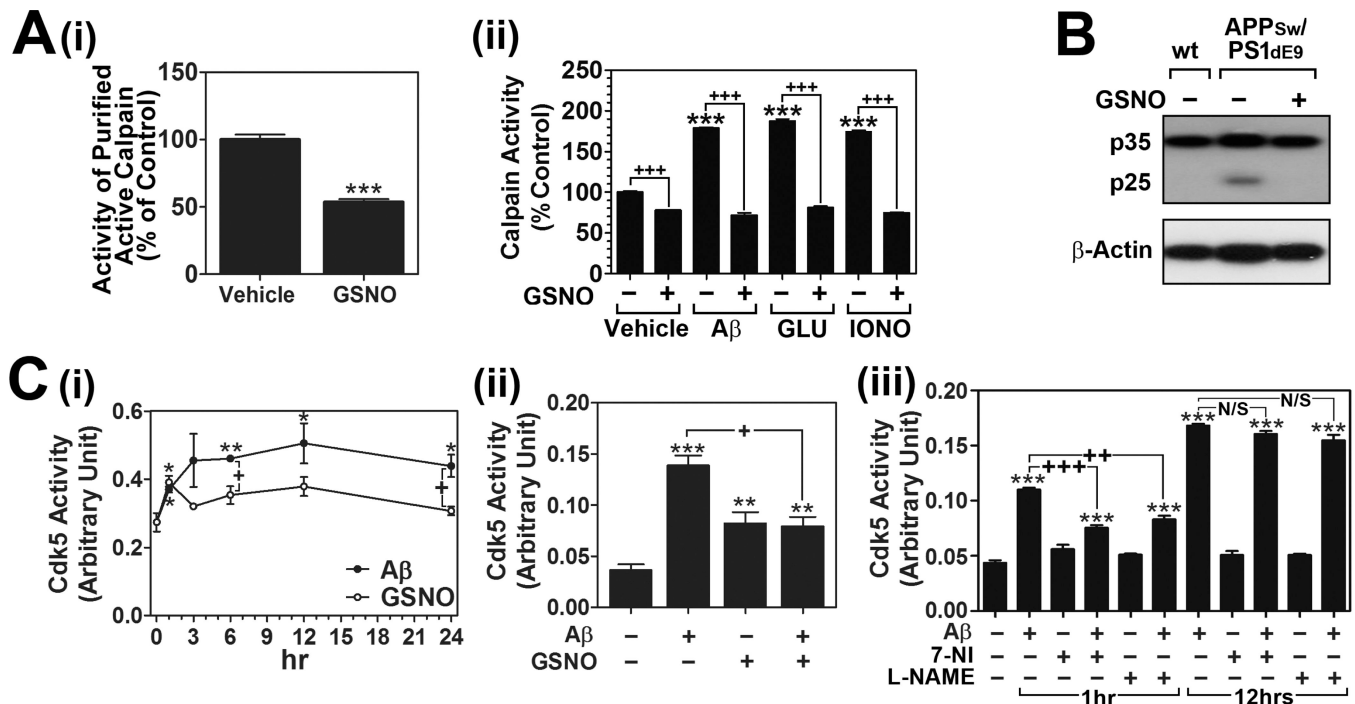 A (i)
Activity of Purified
Active Calpain
(% of Control)
150
100
50
0
***
Vehicle GSNO
(ii)
Calpain Activity
(% Control)
250
200
150
100
50
0
+++ *** +++ *** +++ *** +++
GSNO − + − + − + − +
Vehicle Aβ GLU IONO
B
wt APPSw/
PS1dE9
GSNO − − +
p35
p25
β-Actin
C (i)
Cdk5 Activity
(Arbitrary Unit)
0.6
0.4
0.2
0.0
* * ** + * * +
Aβ
GSNO
0 3 6 9 12 15 18 21 24
hr
(ii)
Cdk5 Activity
(Arbitrary Unit)
0.20
0.15
0.10
0.05
0.00
+
*** ** **
Aβ − + − +
GSNO − − + +
(iii)
Cdk5 Activity
(Arbitrary Unit)
0.20
0.15
0.10
0.05
0.00
N/S
N/S
++
+++
*** *** *** *** *** ***
Aβ − + − + − + + − + − +
7-NI − − + + − − − + + − −
L-NAME − − − − + + − − − + +
1hr 12hrs